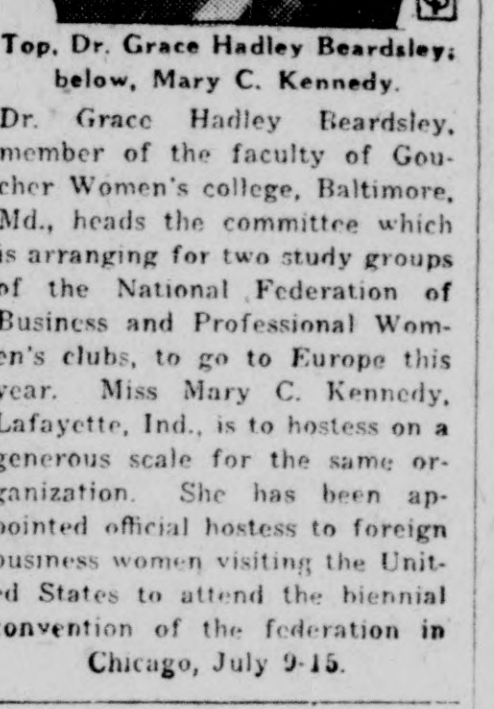 Top, Dr. Grace Hadley Beardsley;
below, Mary C. Kennedy.
Dr. Grace Hadley Beardsley,
member of the faculty of Gou-
cher Women's college, Baltimore,
Md., heads the committee which
is arranging for two study groups
of the National Federation of
Business and Professional Wom-
en's clubs, to go to Europe this
year. Miss Mary C. Kennedy,
Lafayette, Ind., is to hostess on a
generous scale for the same or-
ganization. She has been ap-
pointed official hostess to foreign
business women visiting the Unit-
ed States to attend the biennial
convention of the federation in
Chicago, July 9-15.